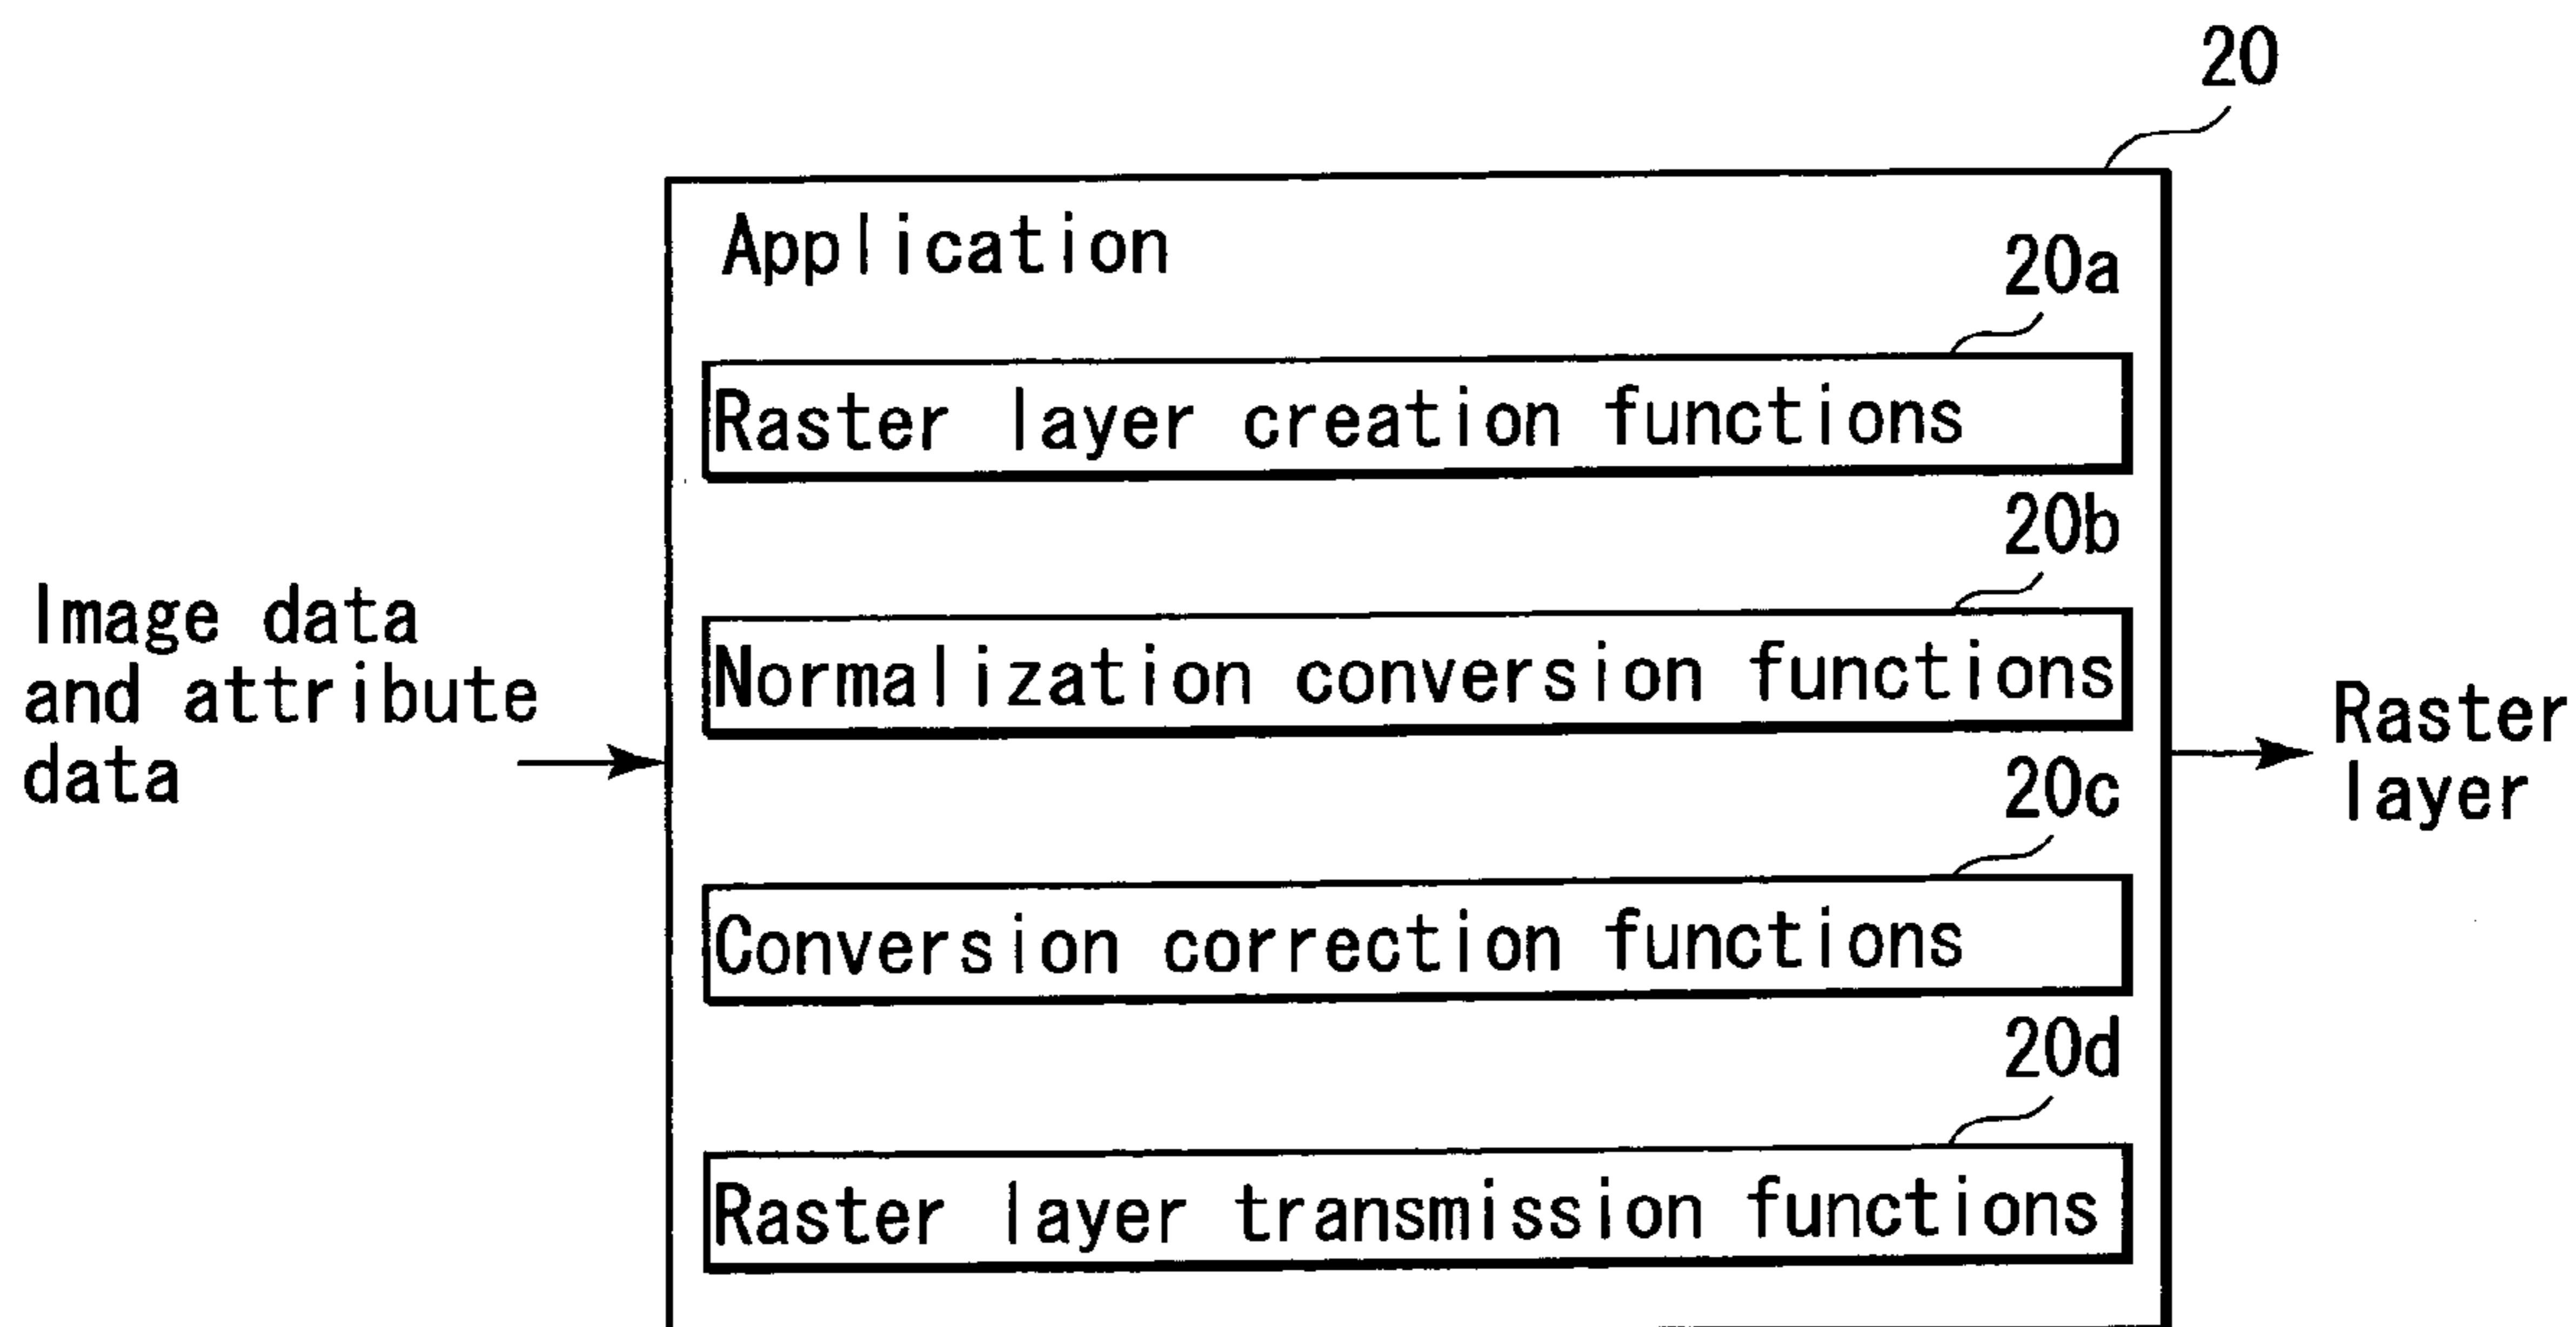 20
Application
20a
Raster layer creation functions
20b
Normalization conversion functions
Image data
and attribute
data
Raster
layer
20c
Conversion correction functions
20d
Raster layer transmission functions